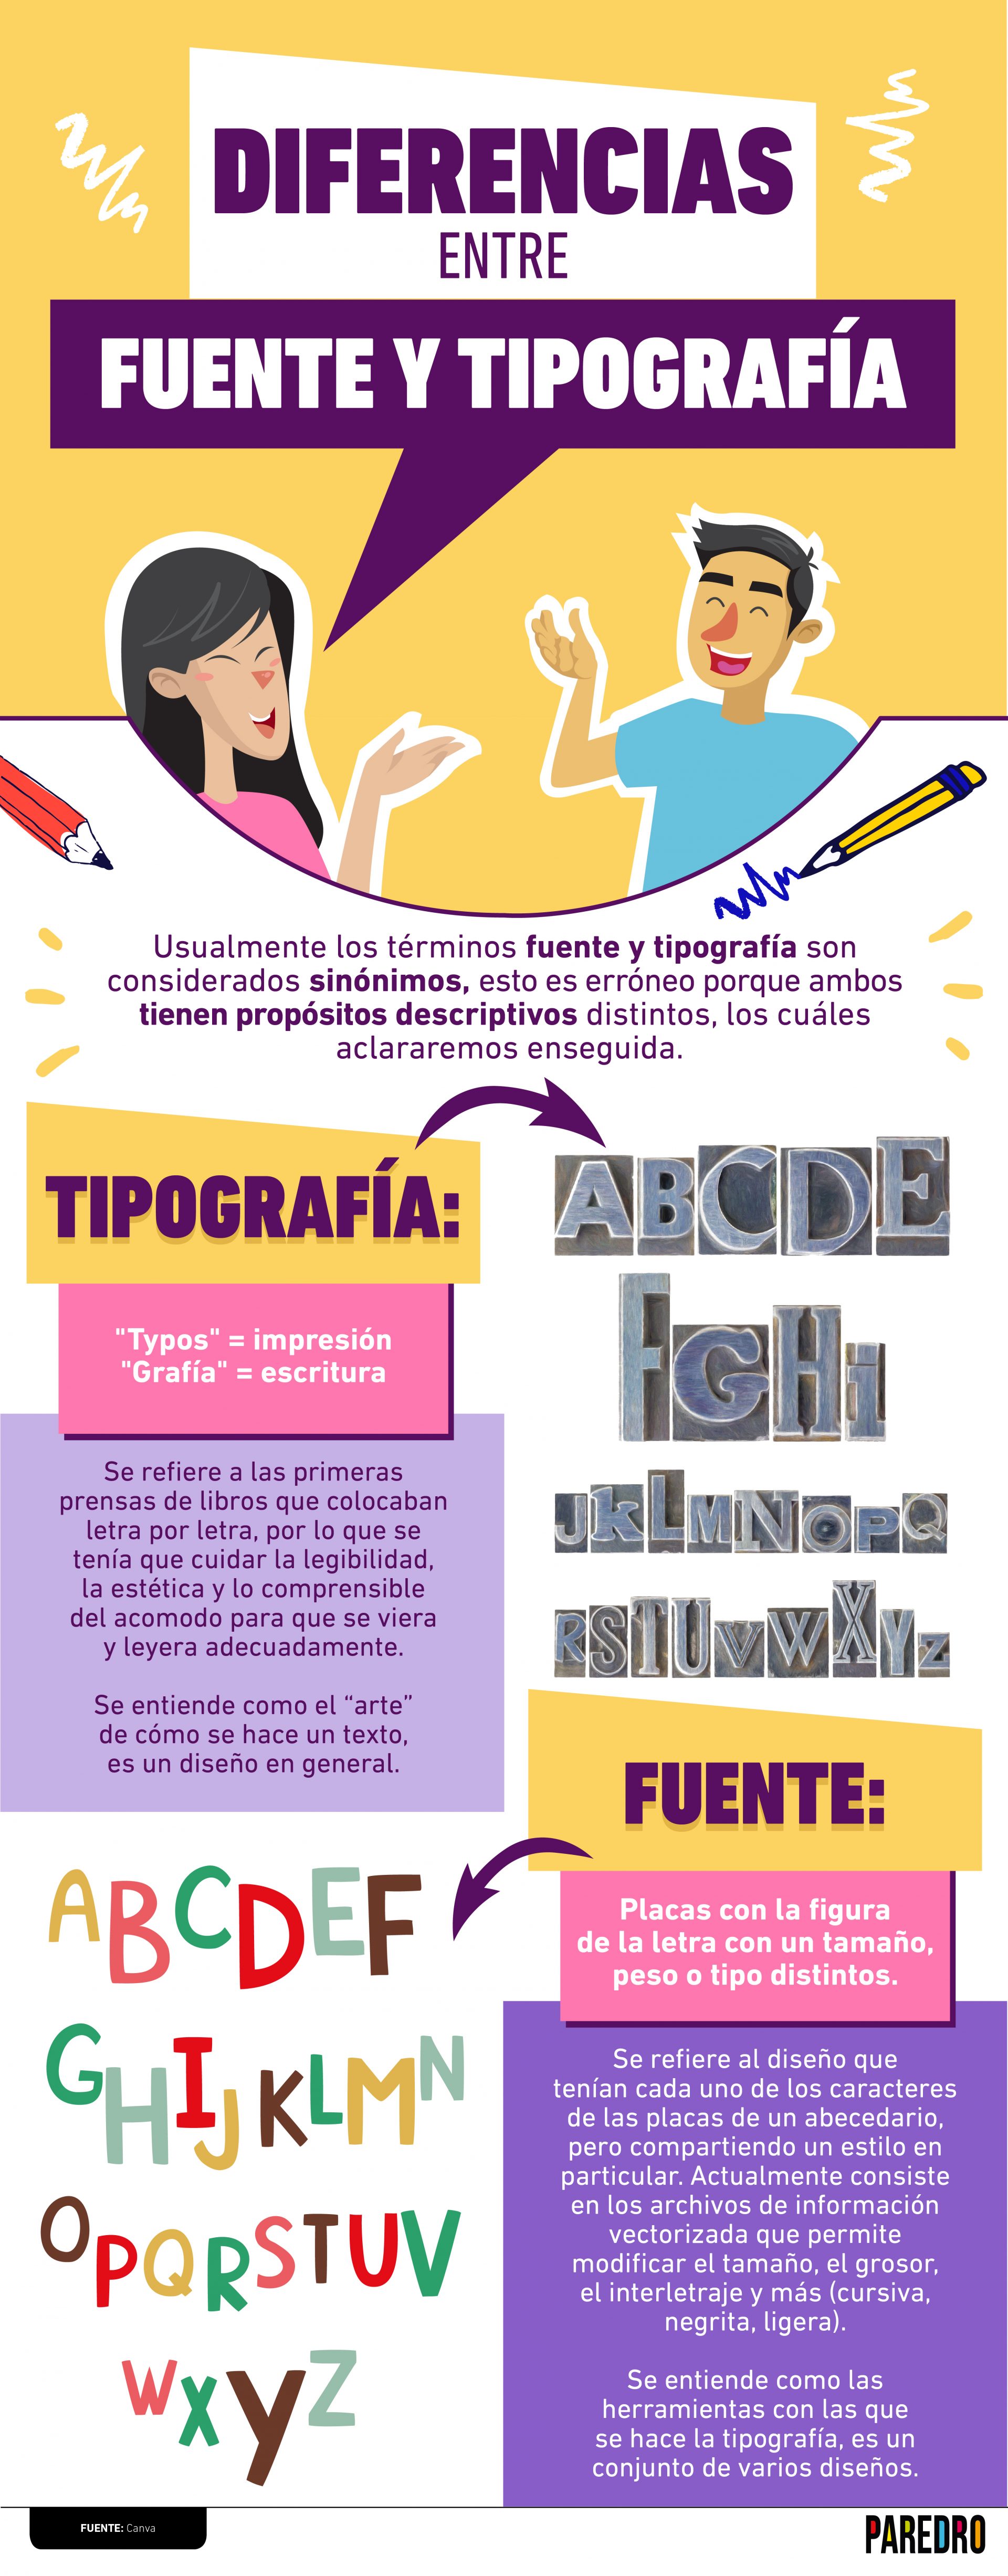 DIFERENCIAS
ENTRE
FUENTE Y TIPOGRAFÍA
Usualmente los términos fuente y tipografía son
considerados sinónimos, esto es erróneo porque ambos
tienen propósitos descriptivos distintos, los cuáles
aclararemos enseguida.
TIPOGRAFÍA:
"Typos" = impresión
"Grafía" = escritura
Se refiere a las primeras
prensas de libros que colocaban
letra por letra, por lo que se
tenía que cuidar la legibilidad,
la estética y lo comprensible
del acomodo para que se viera
y leyera adecuadamente.
Se entiende como el “arte”
de cómo se hace un texto,
es un diseño en general.
ABCDE
FGHi
JKLMNOPQ
RSTUVWXYZ
FUENTE:
Placas con la figura
de la letra con un tamaño,
peso o tipo distintos.
Se refiere al diseño que
tenían cada uno de los caracteres
de las placas de un abecedario,
pero compartiendo un estilo en
particular. Actualmente consiste
en los archivos de información
vectorizada que permite
modificar el tamaño, el grosor,
el interletraje y más (cursiva,
negrita, ligera).
Se entiende como las
herramientas con las que
se hace la tipografía, es un
conjunto de varios diseños.
ABCDEF
GHIJKLMN
OPQRSTUV
WXYZ
FUENTE: Canva
PAREDRO